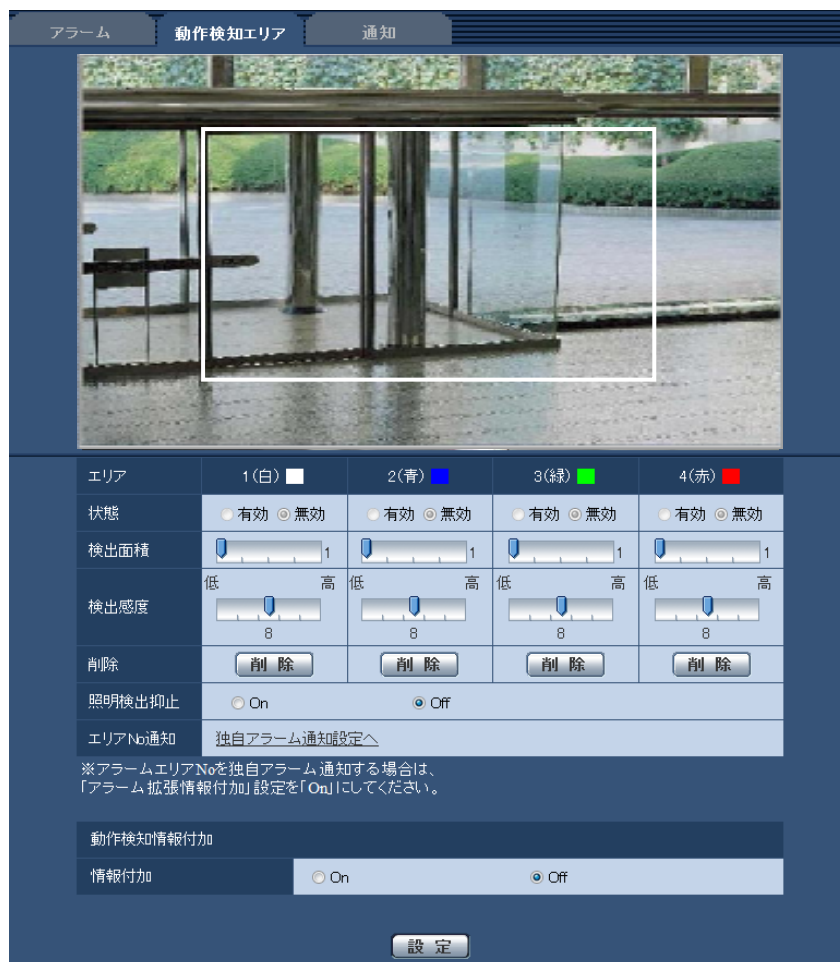 アラーム 動作検知エリア 通知
エリア 1(白) 2(青) 3(緑) 4(赤)
状態 有効 無効 有効 無効 有効 無効 有効 無効
検出面積 1 1 1 1
低 高 低 高 低 高 低 高
検出感度
8 8 8 8
削除 削 除 削 除 削 除 削 除
照明検出抑止 On Off
エリアNo通知 独自アラーム通知設定へ
※アラームエリアNoを独自アラーム通知する場合は、
「アラーム拡張情報付加」設定を「On」にしてください。
動作検知情報付加
情報付加 On Off
設 定